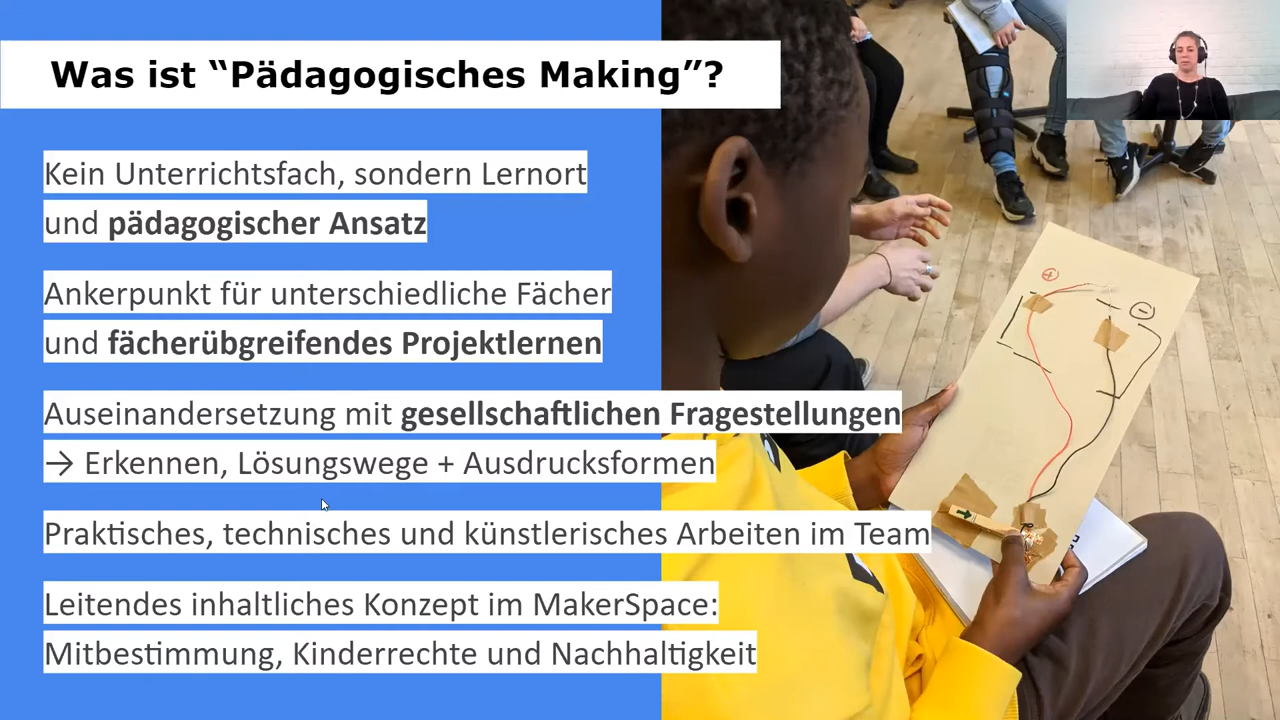 Was ist “Pädagogisches Making”?
Kein Unterrichtsfach, sondern Lernort
und pädagogischer Ansatz
Ankerpunkt für unterschiedliche Fächer
und fächerübgreifendes Projektlernen
Auseinandersetzung mit gesellschaftlichen Fragestellungen
→ Erkennen, Lösungswege + Ausdrucksformen
Praktisches, technisches und künstlerisches Arbeiten im Team
Leitendes inhaltliches Konzept im MakerSpace:
Mitbestimmung, Kinderrechte und Nachhaltigkeit